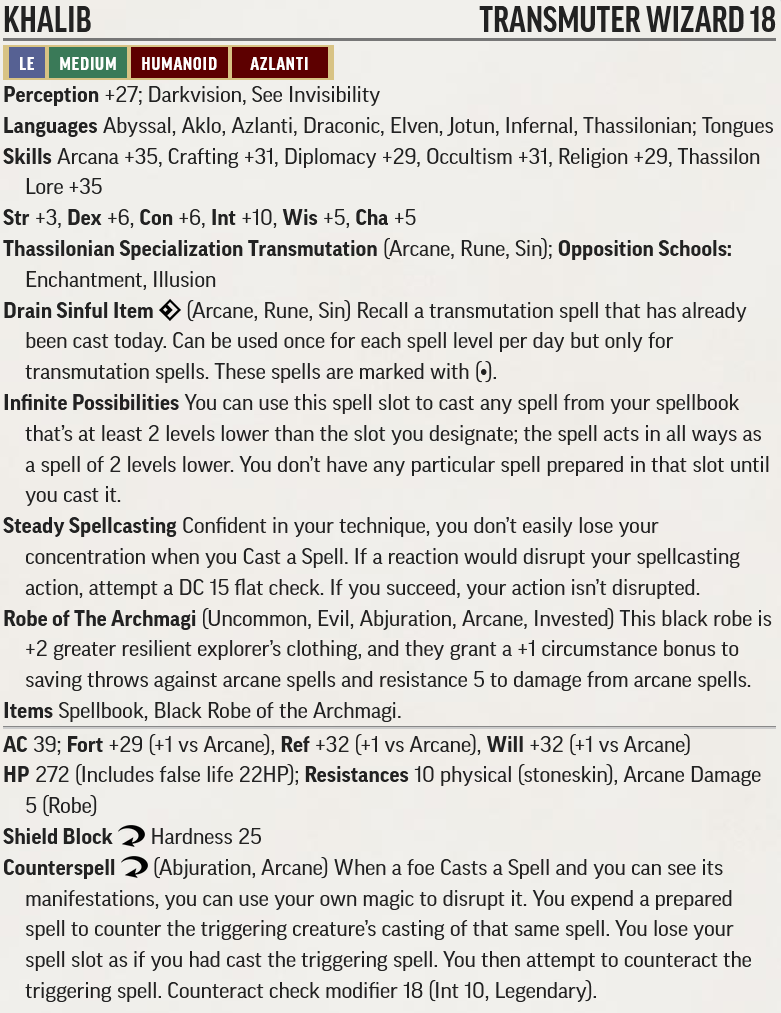 KHALIB TRANSMUTER WIZARD 18
LE MEDIUM HUMANOID AZLANTI
Perception +27; Darkvision, See Invisibility
Languages Abyssal, Aklo, Azlanti, Draconic, Elven, Jotun, Infernal, Thassilonian; Tongues
Skills Arcana +35, Crafting +31, Diplomacy +29, Occultism +31, Religion +29, Thassilon
Lore +35
Str +3, Dex +6, Con +6, Int +10, Wis +5, Cha +5
Thassilonian Specialization Transmutation (Arcane, Rune, Sin); Opposition Schools:
Enchantment, Illusion
Drain Sinful Item (Arcane, Rune, Sin) Recall a transmutation spell that has already
been cast today. Can be used once for each spell level per day but only for
transmutation spells. These spells are marked with (•).
Infinite Possibilities You can use this spell slot to cast any spell from your spellbook
that's at least 2 levels lower than the slot you designate; the spell acts in all ways as
a spell of 2 levels lower. You don't have any particular spell prepared in that slot until
you cast it.
Steady Spellcasting Confident in your technique, you don't easily lose your
concentration when you Cast a Spell. If a reaction would disrupt your spellcasting
action, attempt a DC 15 flat check. If you succeed, your action isn't disrupted.
Robe of The Archmagi (Uncommon, Evil, Abjuration, Arcane, Invested) This black robe is
+2 greater resilient explorer's clothing, and they grant a +1 circumstance bonus to
saving throws against arcane spells and resistance 5 to damage from arcane spells.
Items Spellbook, Black Robe of the Archmagi.
AC 39; Fort +29 (+1 vs Arcane), Ref +32 (+1 vs Arcane), Will +32 (+1 vs Arcane)
HP 272 (Includes false life 22HP); Resistances 10 physical (stoneskin), Arcane Damage
5 (Robe)
Shield Block Hardness 25
Counterspell (Abjuration, Arcane) When a foe Casts a Spell and you can see its
manifestations, you can use your own magic to disrupt it. You expend a prepared
spell to counter the triggering creature's casting of that same spell. You lose your
spell slot as if you had cast the triggering spell. You then attempt to counteract the
triggering spell. Counteract check modifier 18 (Int 10, Legendary).